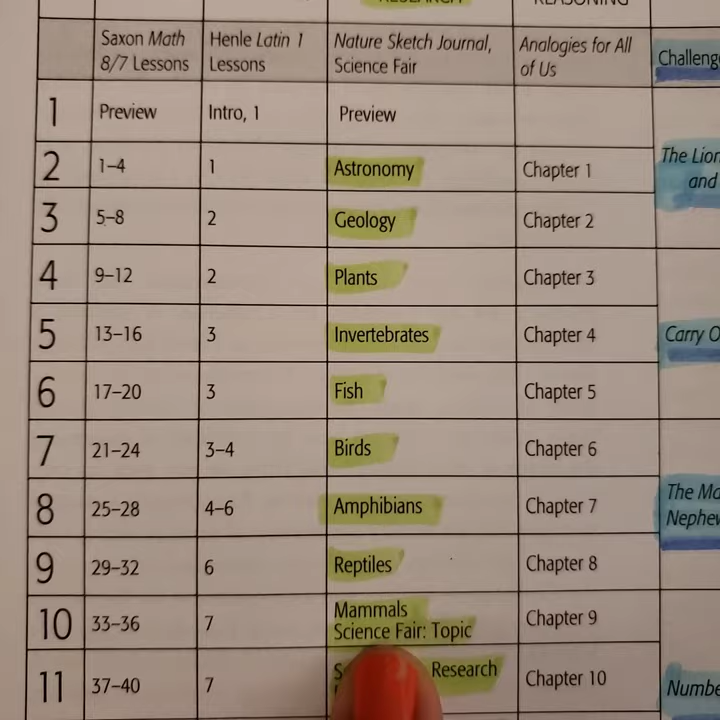 RESEARCH
REASONING
Saxon Math Henle Latin 1 Nature Sketch Journal, Analogies for All
8/7 Lessons Lessons Science Fair of Us
1 Preview Intro, 1 Preview
2 1–4 1 Astronomy Chapter 1
The Lion
and
3 5–8 2 Geology Chapter 2
4 9–12 2 Plants Chapter 3
5 13–16 3 Invertebrates Chapter 4
Carry
6 17–20 3 Fish Chapter 5
7 21–24 3–4 Birds Chapter 6
8 25–28 4–6 Amphibians Chapter 7
The
9 29–32 6 Reptiles Chapter 8
10 33–36 7 Mammals Chapter 9
Science Fair: Topic
11 37–40 7 Research Chapter 10